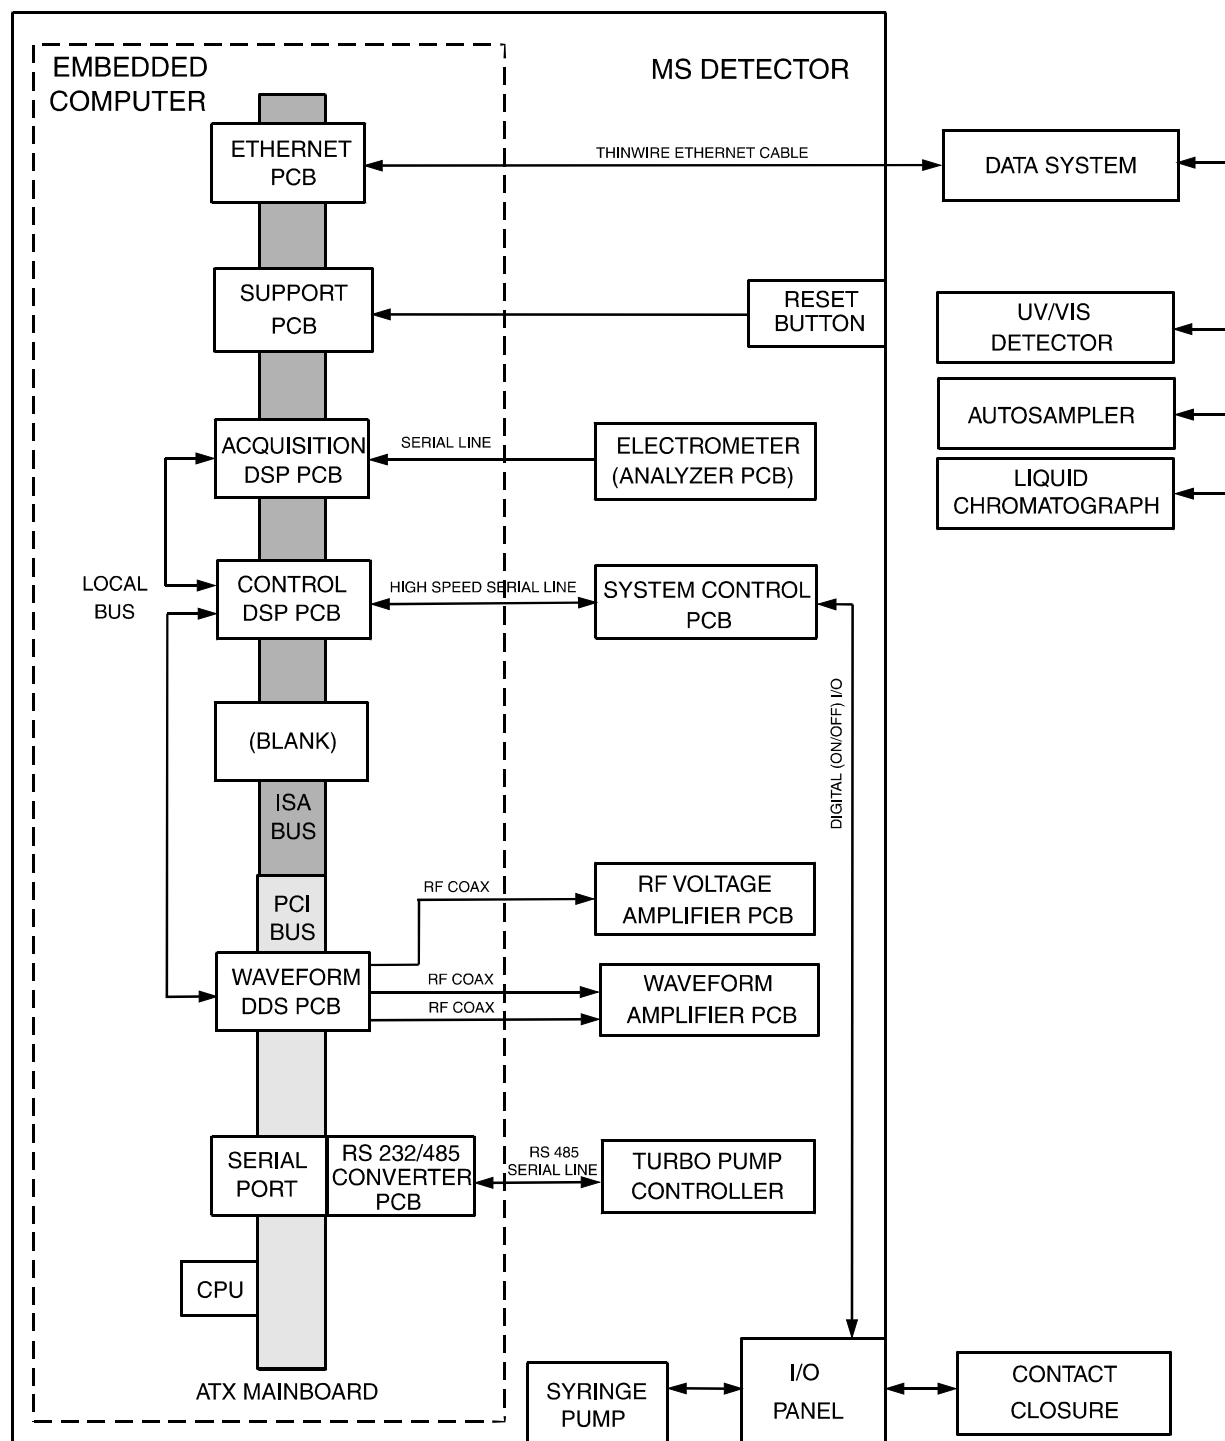 EMBEDDED
COMPUTER
MS DETECTOR
ETHERNET
PCB
THINWIRE ETHERNET CABLE
DATA SYSTEM
SUPPORT
PCB
RESET
BUTTON
UV/VIS
DETECTOR
AUTOSAMPLER
LIQUID
CHROMATOGRAPH
ACQUISITION
DSP PCB
SERIAL LINE
ELECTROMETER
(ANALYZER PCB)
LOCAL
BUS
CONTROL
DSP PCB
HIGH SPEED SERIAL LINE
SYSTEM CONTROL
PCB
DIGITAL (ON/OFF) I/O
(BLANK)
ISA
BUS
PCI
BUS
RF COAX
RF VOLTAGE
AMPLIFIER PCB
WAVEFORM
DDS PCB
RF COAX
RF COAX
WAVEFORM
AMPLIFIER PCB
SERIAL
PORT
RS 232/485
CONVERTER
PCB
RS 485
SERIAL LINE
TURBO PUMP
CONTROLLER
CPU
ATX MAINBOARD
SYRINGE
PUMP
I/O
PANEL
CONTACT
CLOSURE